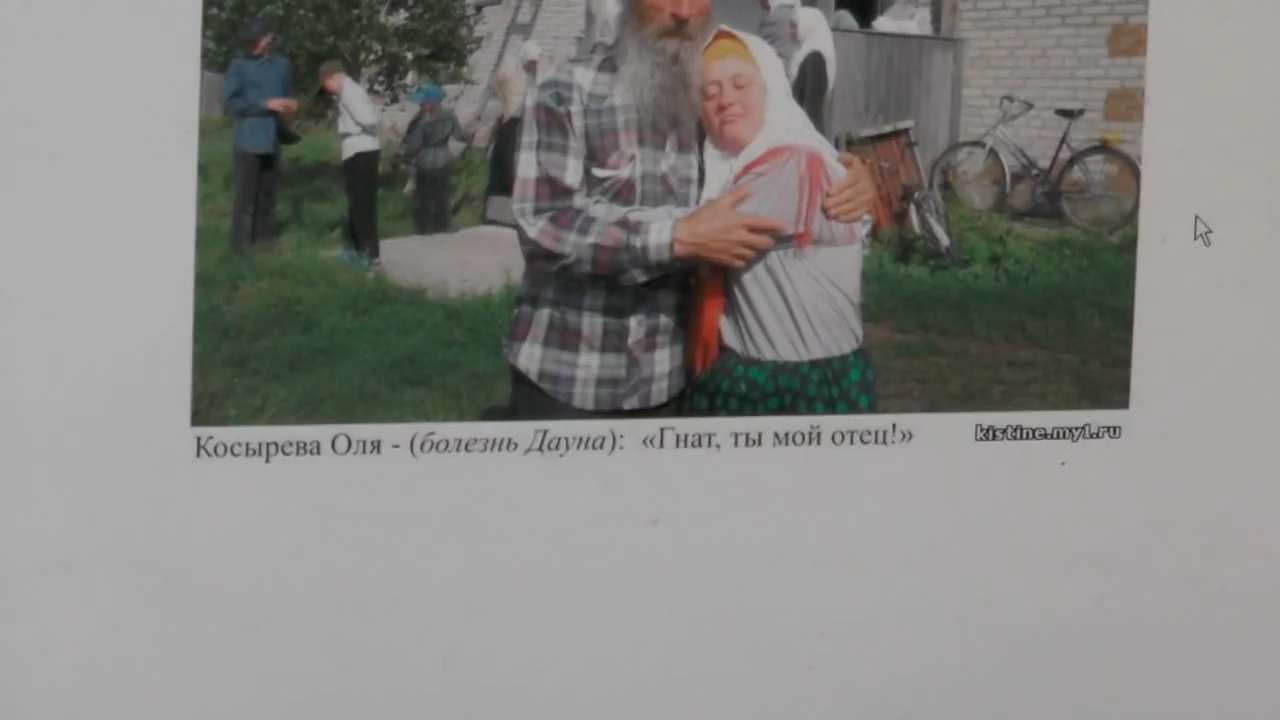 Косырева Оля - (болезнь Дауна): «Гнат, ты мой отец!»
kistine.my1.ru